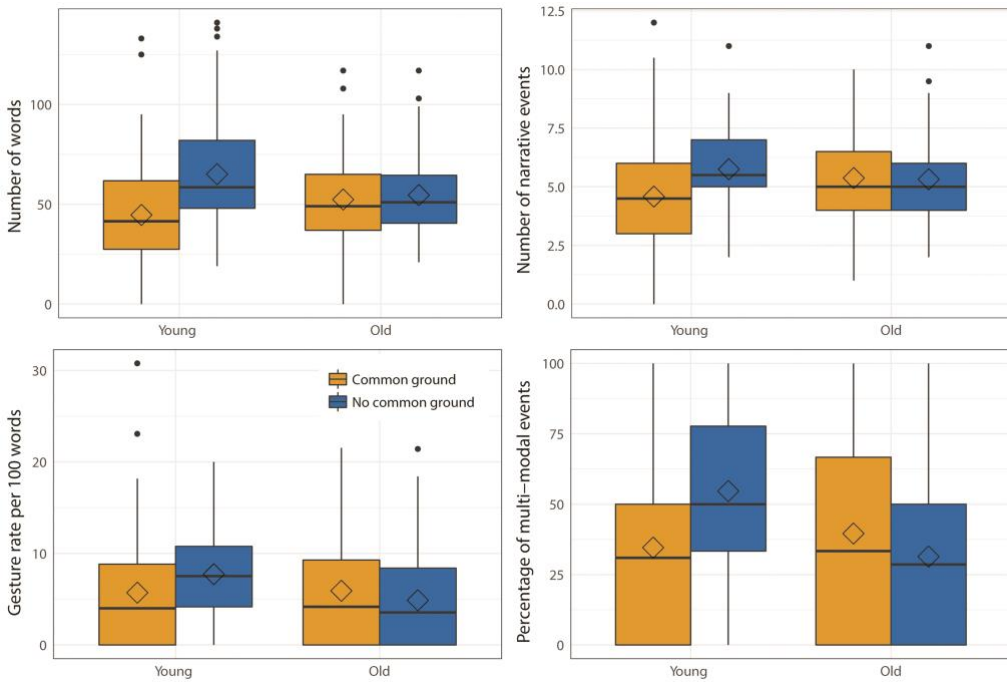 Number of words
100
50
0
Young
Old
Number of narrative events
12.5
10.0
7.5
5.0
2.5
0.0
Young
Old
Gesture rate per 100 words
30
20
10
0
Common ground
No common ground
Young
Old
Percentage of multi-modal events
100
75
50
25
0
Young
Old